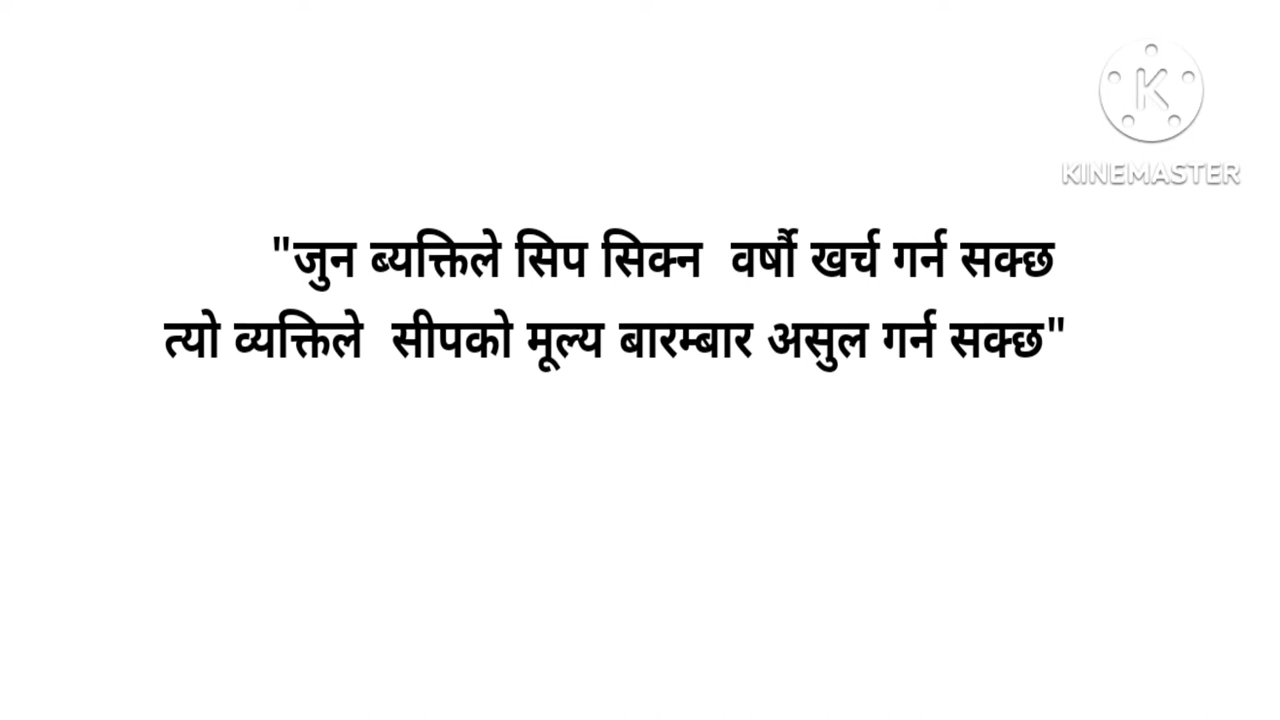 KINEMASTER
"जुन ब्यक्तिले सिप सिक्न वर्षौ खर्च गर्न सक्छ
त्यो व्यक्तिले सीपको मूल्य बारम्बार असुल गर्न सक्छ"